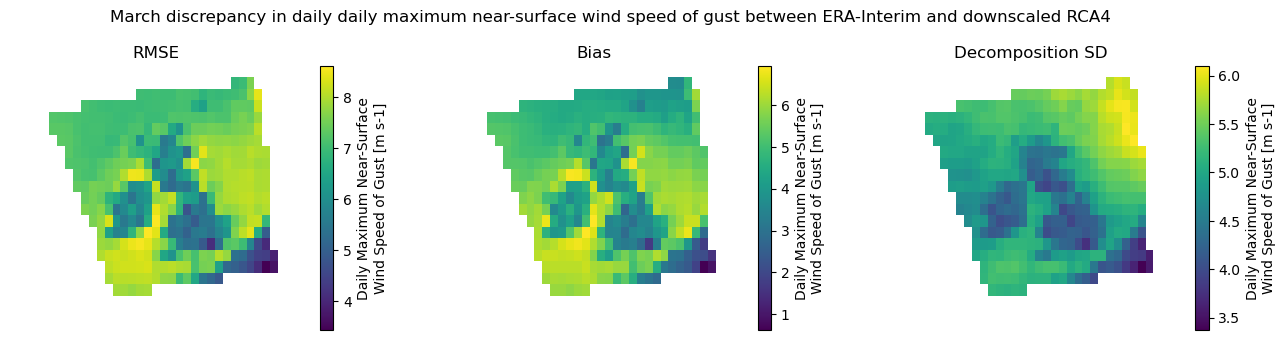 March discrepancy in daily daily maximum near-surface wind speed of gust between ERA-Interim and downscaled RCA4
RMSE
8
7
6
5
4
Daily Maximum Near-Surface
Wind Speed of Gust [m s-1]
Bias
6
5
4
3
2
1
Daily Maximum Near-Surface
Wind Speed of Gust [m s-1]
Decomposition SD
6.0
5.5
5.0
4.5
4.0
3.5
Daily Maximum Near-Surface
Wind Speed of Gust [m s-1]